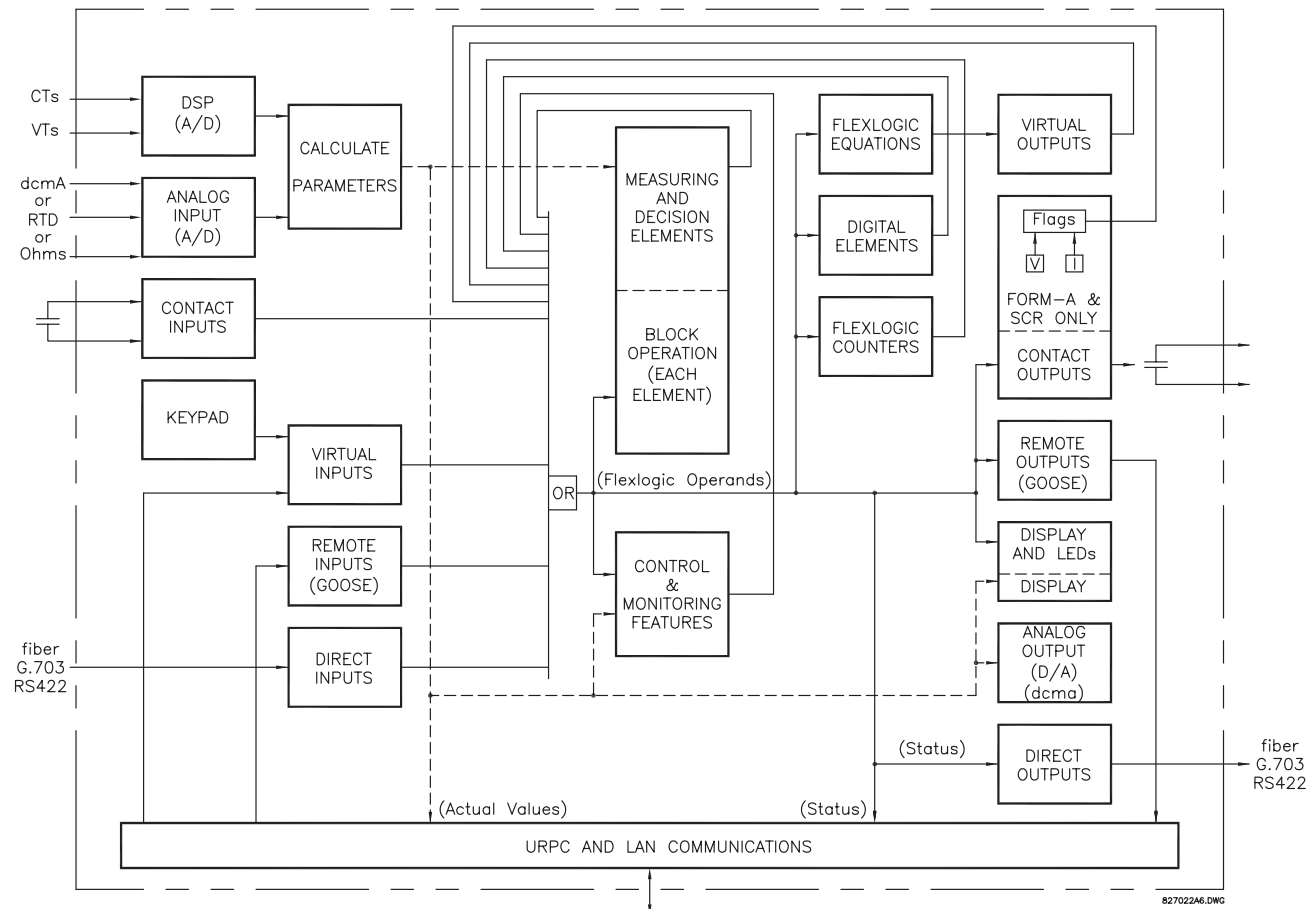 CTs
VTs
dcmA
or
RTD
or
Ohms
DSP
(A/D)
ANALOG
INPUT
(A/D)
CALCULATE
PARAMETERS
CONTACT
INPUTS
KEYPAD
VIRTUAL
INPUTS
REMOTE
INPUTS
(GOOSE)
fiber
G.703
RS422
DIRECT
INPUTS
OR
(Flexlogic Operands)
MEASURING
AND
DECISION
ELEMENTS
BLOCK
OPERATION
(EACH
ELEMENT)
CONTROL
&
MONITORING
FEATURES
FLEXLOGIC
EQUATIONS
DIGITAL
ELEMENTS
FLEXLOGIC
COUNTERS
VIRTUAL
OUTPUTS
Flags
V
I
FORM-A &
SCR ONLY
CONTACT
OUTPUTS
REMOTE
OUTPUTS
(GOOSE)
DISPLAY
AND LEDs
DISPLAY
ANALOG
OUTPUT
(D/A)
(dcma)
(Status)
DIRECT
OUTPUTS
fiber
G.703
RS422
(Actual Values)
(Status)
URPC AND LAN COMMUNICATIONS
827022A6.DWG